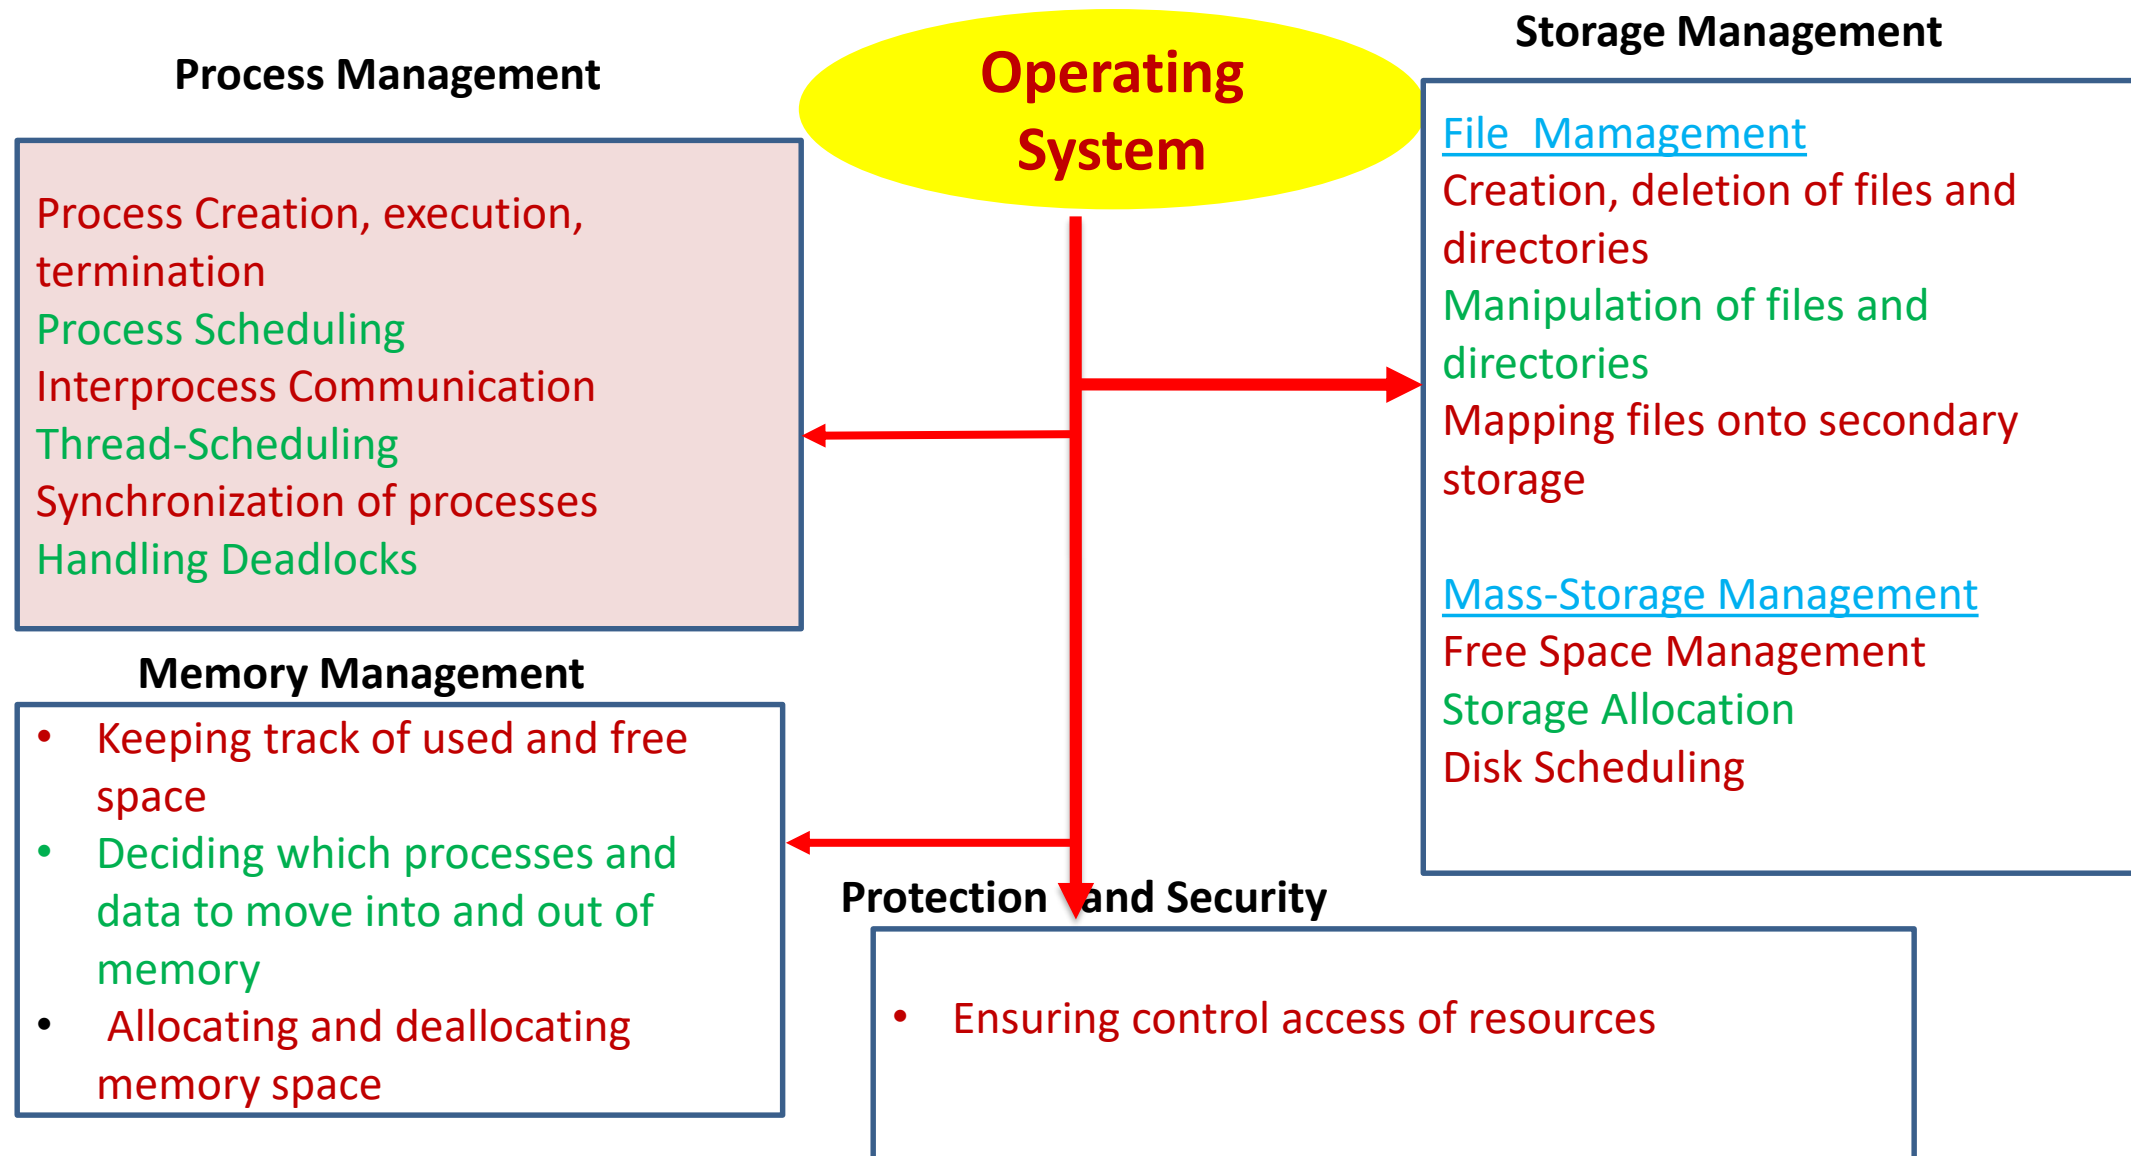 Operating
System
Process Management
Process Creation, execution,
termination
Process Scheduling
Interprocess Communication
Thread-Scheduling
Synchronization of processes
Handling Deadlocks
Memory Management
• Keeping track of used and free
space
• Deciding which processes and
data to move into and out of
memory
• Allocating and deallocating
memory space
Storage Management
File Mamagement
Creation, deletion of files and
directories
Manipulation of files and
directories
Mapping files onto secondary
storage
Mass-Storage Management
Free Space Management
Storage Allocation
Disk Scheduling
Protection and Security
• Ensuring control access of resources